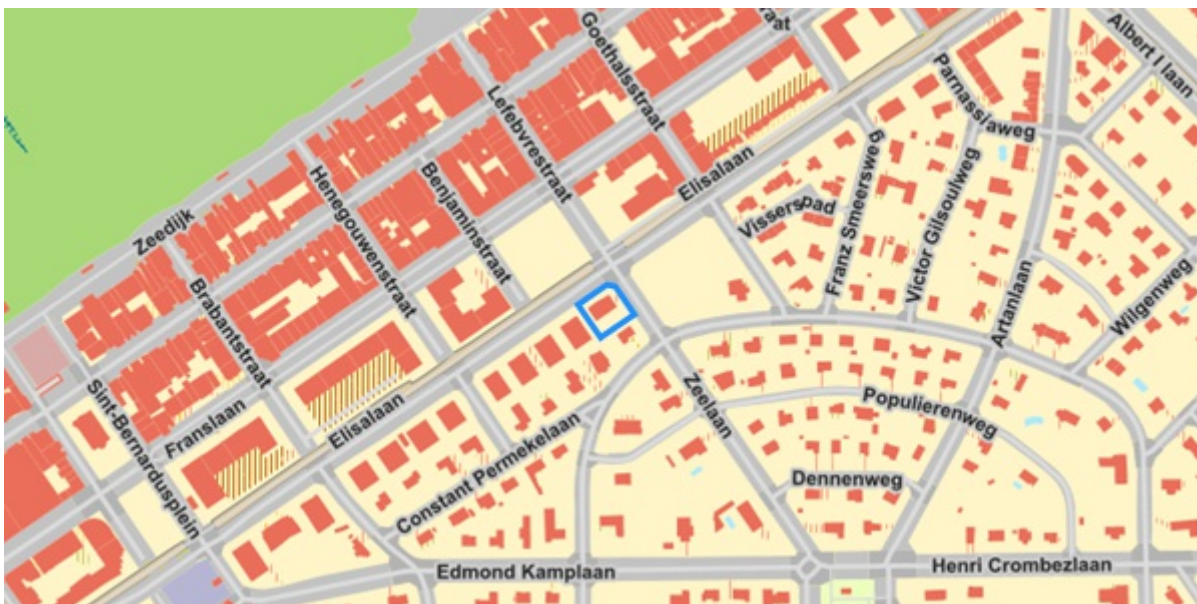 Goethalsstraat
raat
Albert I laan
Parnassiaweg
Lefebvrestraat
Elisalaan
Franz Smeersweg
Victor Gilsoulweg
Visserspad
Henegouwenstraat
Benjaminstraat
Zeedijk
Brabantstraat
Artanlaan
Wilgenweg
Sint-Bernardusplein
Franslaan
Elisalaan
Zeelaan
Populierenweg
Constant Permekelaan
Dennenweg
Edmond Kamplaan
Henri Crombezlaan